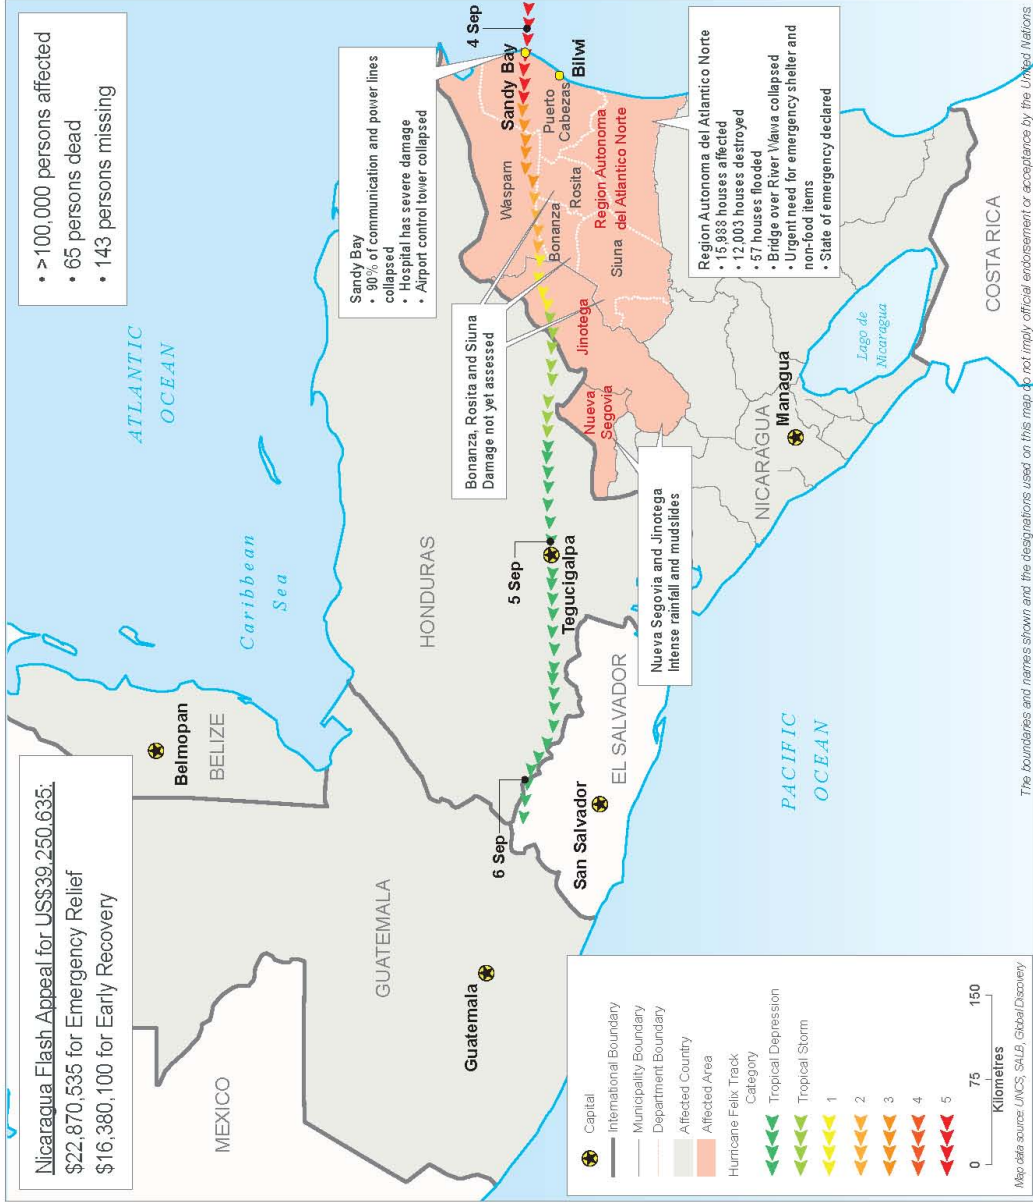 Nicaragua Flash Appeal for US$39,250,635:
$22,870,535 for Emergency Relief
$16,380,100 for Early Recovery
• >100,000 persons affected
• 65 persons dead
• 143 persons missing
MEXICO
Belmopan
BELIZE
Caribbean
Sea
ATLANTIC
OCEAN
GUATEMALA
Guatemala
HONDURAS
6 Sep
5 Sep
Tegucigalpa
4 Sep
Sandy Bay
• 90% of communication and power lines
collapsed
• Hospital has severe damage
• Airport control tower collapsed
Bonanza, Rosita and Siuna
Damage not yet assessed
Sandy Bay
Bilwi
Waspam
Puerto
Cabezas
Bonanza
Rosita
Region Autonoma
del Atlantico Norte
Siuna
Jinotega
Nueva
Segovia
San Salvador
EL SALVADOR
Nueva Segovia and Jinotega
Intense rainfall and mudslides
Region Autonoma del Atlantico Norte
• 15,988 houses affected
• 12,003 houses destroyed
• 57 houses flooded
• Bridge over River Wawa collapsed
• Urgent need for emergency shelter and
non-food items
• State of emergency declared
NICARAGUA
Managua
Lago de
Nicaragua
COSTA RICA
PACIFIC
OCEAN
Capital
International Boundary
Municipality Boundary
Department Boundary
Affected Country
Affected Area
Hurricane Felix Track
Category
Tropical Depression
Tropical Storm
1
2
3
4
5
0 75 150
Kilometres
Map data source: UNCS, SALB, Global Discovery
The boundaries and names shown and the designations used on this map do not imply official endorsement or acceptance by the United Nations